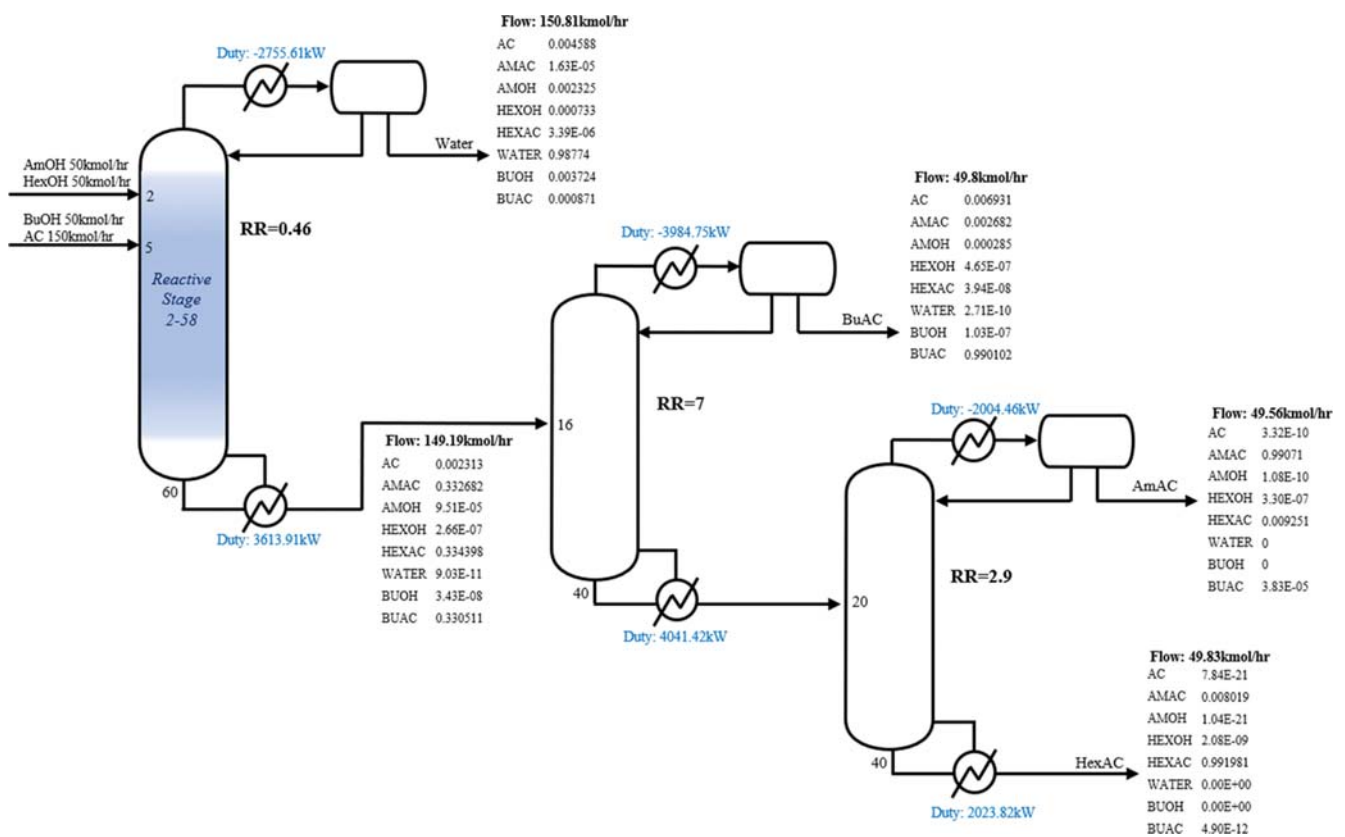 Flow: 150.81kmol/hr
AC 0.004588
AMAC 1.63E-05
AMOH 0.002325
HEXOH 0.000733
HEXAC 3.39E-06
WATER 0.98774
BUOH 0.003724
BUAC 0.000871
Duty: -2755.61kW
Water
AmOH 50kmol/hr
HexOH 50kmol/hr
2
BuOH 50kmol/hr
AC 150kmol/hr
5
RR=0.46
Reactive
Stage
2-58
60
Duty: 3613.91kW
Flow: 149.19kmol/hr
AC 0.002313
AMAC 0.332682
AMOH 9.51E-05
HEXOH 2.66E-07
HEXAC 0.334398
WATER 9.03E-11
BUOH 3.43E-08
BUAC 0.330511
Duty: -3984.75kW
BuAC
Flow: 49.8kmol/hr
AC 0.006931
AMAC 0.002682
AMOH 0.000285
HEXOH 4.65E-07
HEXAC 3.94E-08
WATER 2.71E-10
BUOH 1.03E-07
BUAC 0.990102
16
RR=7
40
Duty: 4041.42kW
Duty: -2004.46kW
AmAC
Flow: 49.56kmol/hr
AC 3.32E-10
AMAC 0.99071
AMOH 1.08E-10
HEXOH 3.30E-07
HEXAC 0.009251
WATER 0
BUOH 0
BUAC 3.83E-05
20
RR=2.9
40
Duty: 2023.82kW
HexAC
Flow: 49.83kmol/hr
AC 7.84E-21
AMAC 0.008019
AMOH 1.04E-21
HEXOH 2.08E-09
HEXAC 0.991981
WATER 0.00E+00
BUOH 0.00E+00
BUAC 4.90E-12